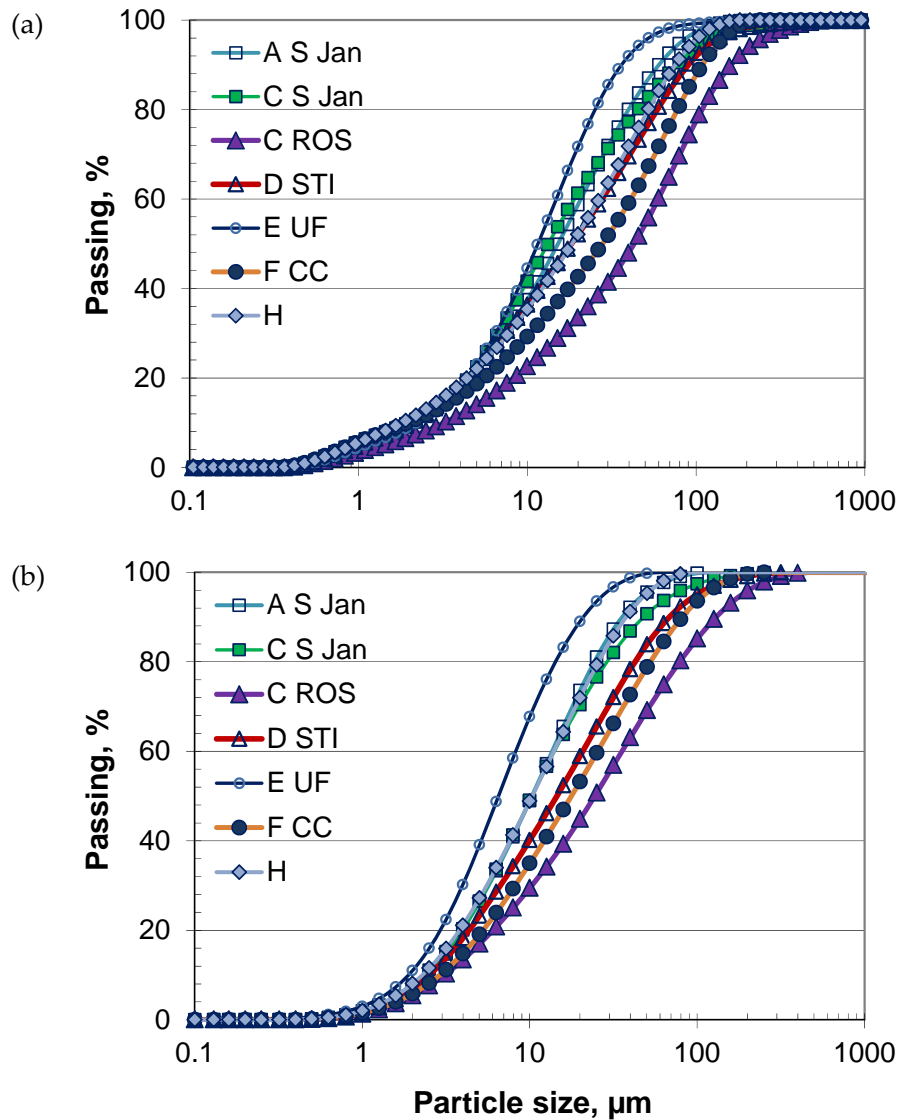 (a)
100
80
60
40
20
0
Passing, %
A S Jan
C S Jan
C ROS
D STI
E UF
F CC
H
0.1 1 10 100 1000
(b)
100
80
60
40
20
0
Passing, %
A S Jan
C S Jan
C ROS
D STI
E UF
F CC
H
0.1 1 10 100 1000
Particle size, µm